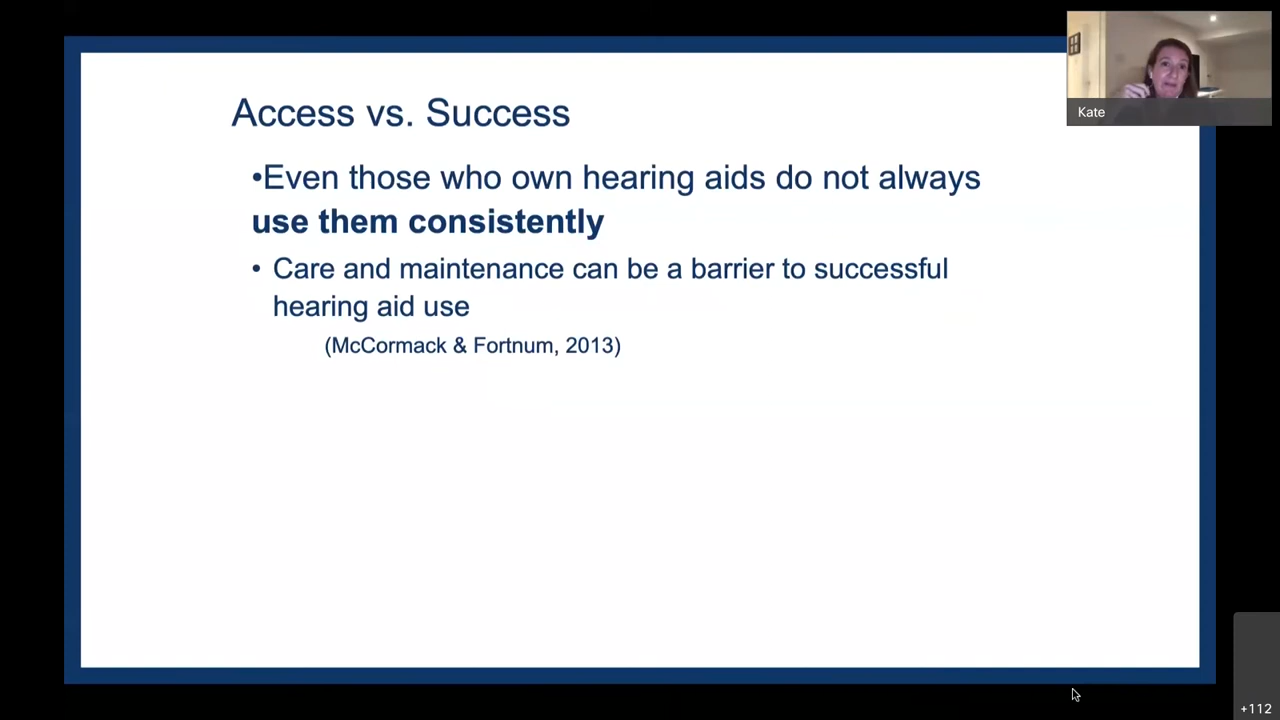 Access vs. Success
•Even those who own hearing aids do not always
use them consistently
• Care and maintenance can be a barrier to successful
hearing aid use
(McCormack & Fortnum, 2013)
Kate
+112